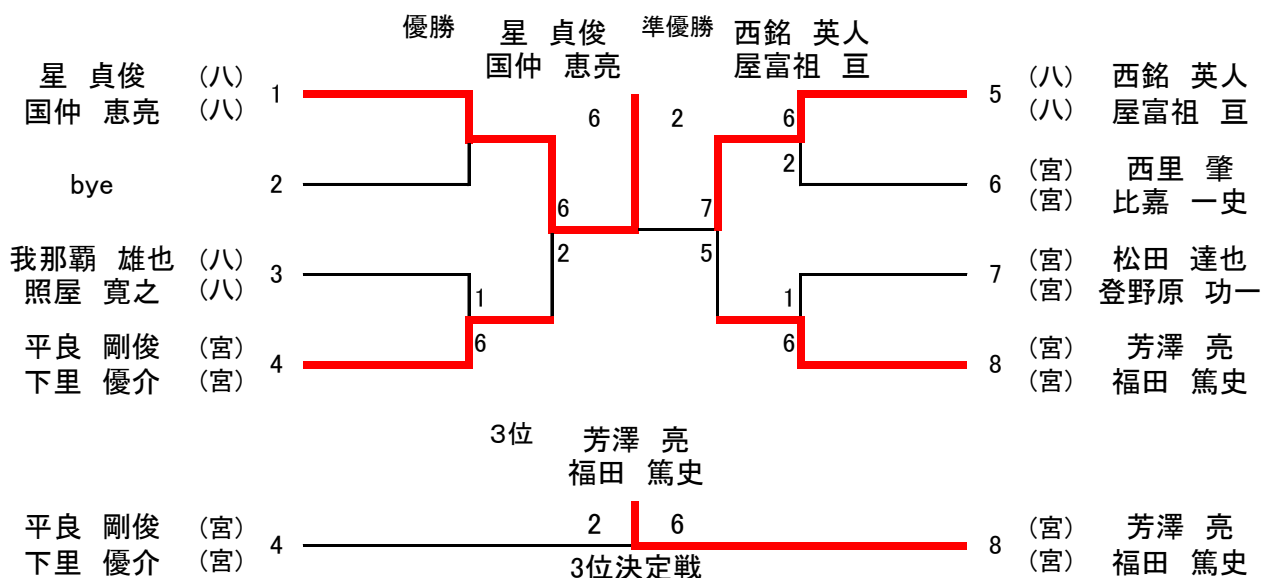 優勝 星 貞俊 準優勝 西銘 英人
国仲 恵亮 屋富祖 亘
星 貞俊 (八) 1 6 2 6 5 (八) 西銘 英人
国仲 恵亮 (八) (八) 屋富祖 亘
bye 2 2 6 (宮) 西里 肇
(宮) 比嘉 一史
6 7
2 5
我那覇 雄也 (八) 3 7 (宮) 松田 達也
照屋 寛之 (八) 1 1 (宮) 登野原 功一
平良 剛俊 (宮) 4 6 6 8 (宮) 芳澤 亮
下里 優介 (宮) (宮) 福田 篤史
3位 芳澤 亮
福田 篤史
平良 剛俊 (宮) 4 2 6 8 (宮) 芳澤 亮
下里 優介 (宮) 3位決定戦 (宮) 福田 篤史